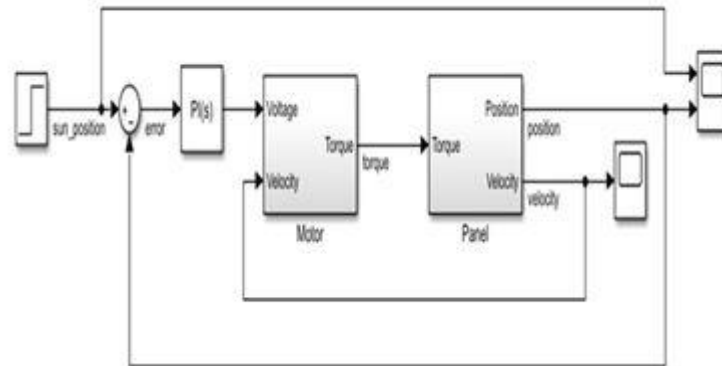 sun_position
+
-
error
PI(s)
Voltage
Velocity
Torque
Motor
torque
Torque
Position
Velocity
Panel
position
velocity